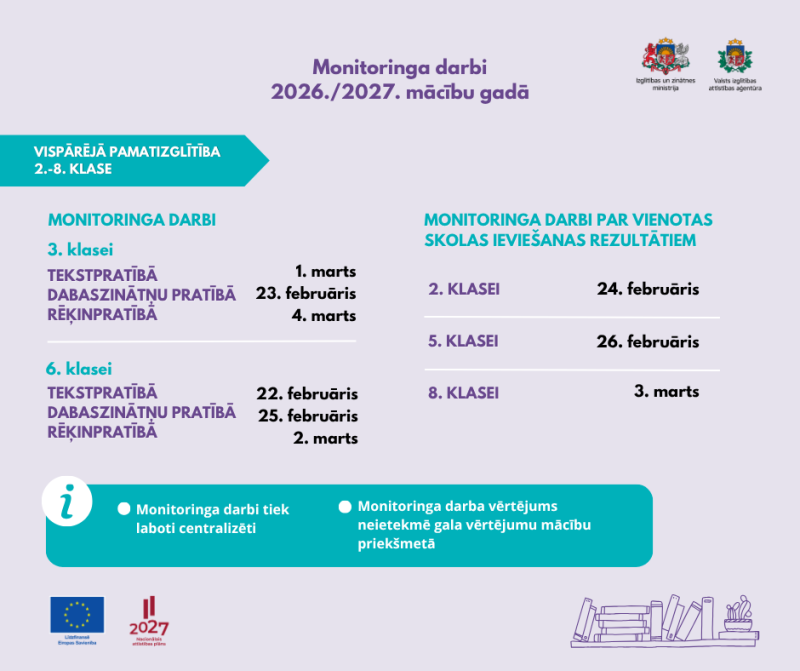 Monitoringa darbi
2026./2027. mācību gadā
Izglītības un zinātnes
ministrija
Valsts izglītības
attīstības aģentūra
VISPĀRĒJĀ PAMATIZGLĪTĪBA
2.-8. KLASE
MONITORINGA DARBI
3. klasei
TEKSTPRATĪBĀ 1. marts
DABASZINĀTŅU PRATĪBĀ 23. februāris
RĒĶINPRATĪBĀ 4. marts
6. klasei
TEKSTPRATĪBĀ 22. februāris
DABASZINĀTŅU PRATĪBĀ 25. februāris
RĒĶINPRATĪBĀ 2. marts
MONITORINGA DARBI PAR VIENOTAS
SKOLAS IEVIEŠANAS REZULTĀTIEM
2. KLASEI 24. februāris
5. KLASEI 26. februāris
8. KLASEI 3. marts
i
Monitoringa darbi tiek
laboti centralizēti
Monitoringa darba vērtējums
neietekmē gala vērtējumu mācību
priekšmetā
Līdzfinansē
Eiropas Savienība
2027
Nacionālais
attīstības plāns